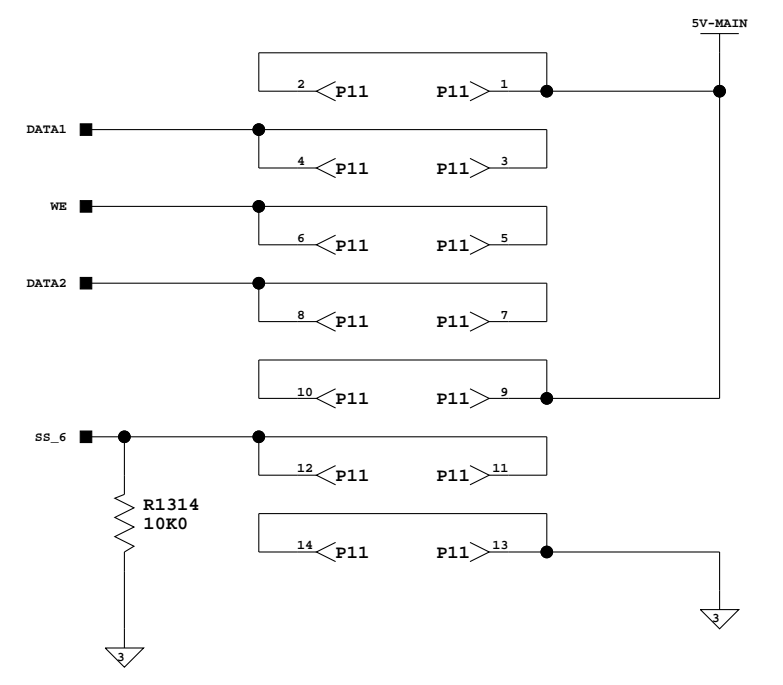 5V-MAIN
2 P11 P11 1
DATA1
4 P11 P11 3
WE
6 P11 P11 5
DATA2
8 P11 P11 7
10 P11 P11 9
SS_6
12 P11 P11 11
R1314
10K0
14 P11 P11 13
3
3